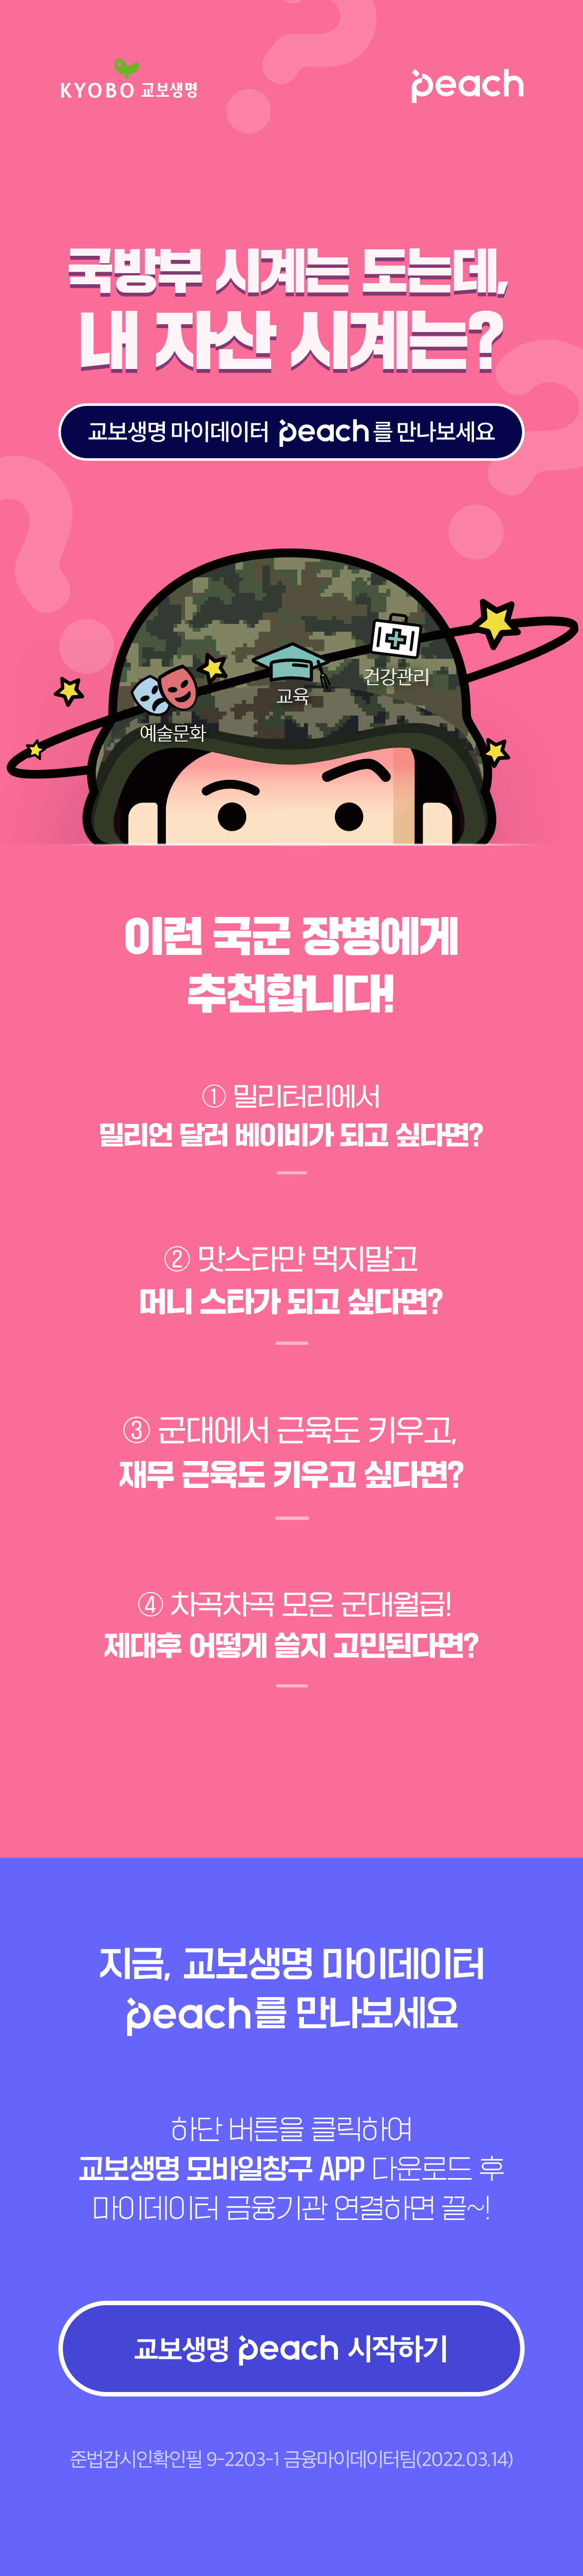 KYOBO 교보생명
peach
국방부 시계는 도는데,
내 자산 시계는?
교보생명 마이데이터 peach를 만나보세요
건강관리
교육
예술문화
이런 국군 장병에게
추천합니다!
① 밀리터리에서
밀리언 달러 베이비가 되고 싶다면?
② 맛스타만 먹지말고
머니 스타가 되고 싶다면?
③ 군대에서 근육도 키우고,
재무 근육도 키우고 싶다면?
④ 차곡차곡 모은 군대월급!
제대후 어떻게 쓸지 고민된다면?
지금, 교보생명 마이데이터
peach를 만나보세요
하단 버튼을 클릭하여
교보생명 모바일창구 APP 다운로드 후
마이데이터 금융기관 연결하면 끝~!
교보생명 peach 시작하기
준법감시인확인필 9-2203-1 금융마이데이터팀(2022.03.14)